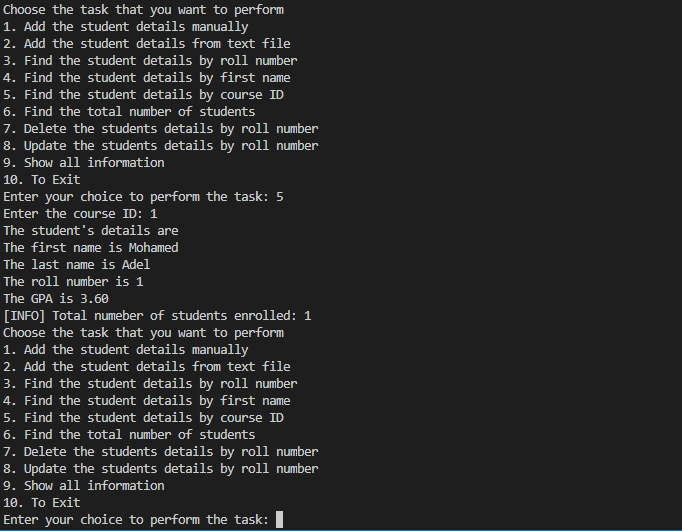 Choose the task that you want to perform
1. Add the student details manually
2. Add the student details from text file
3. Find the student details by roll number
4. Find the student details by first name
5. Find the student details by course ID
6. Find the total number of students
7. Delete the students details by roll number
8. Update the students details by roll number
9. Show all information
10. To Exit
Enter your choice to perform the task: 5
Enter the course ID: 1
The student's details are
The first name is Mohamed
The last name is Adel
The roll number is 1
The GPA is 3.60
[INFO] Total numeber of students enrolled: 1
Choose the task that you want to perform
1. Add the student details manually
2. Add the student details from text file
3. Find the student details by roll number
4. Find the student details by first name
5. Find the student details by course ID
6. Find the total number of students
7. Delete the students details by roll number
8. Update the students details by roll number
9. Show all information
10. To Exit
Enter your choice to perform the task: